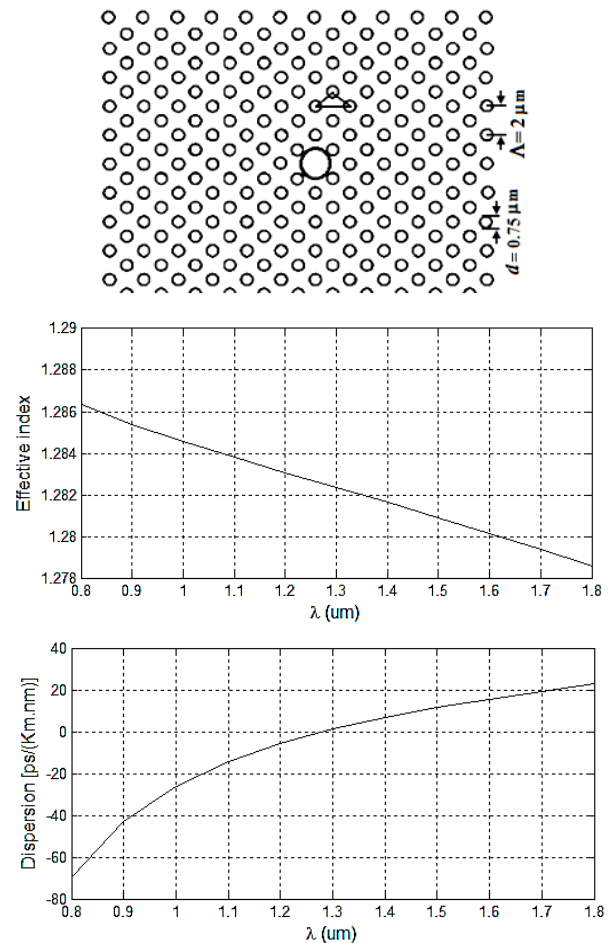 Λ= 2 μm
d = 0.75 μm
1.29
1.288
1.286
1.284
1.282
1.28
1.278
Effective index
0.8 0.9 1 1.1 1.2 1.3 1.4 1.5 1.6 1.7 1.8
λ (um)
40
20
0
-20
-40
-60
-80
Dispersion [ps/(Km.nm)]
0.8 0.9 1 1.1 1.2 1.3 1.4 1.5 1.6 1.7 1.8
λ (um)